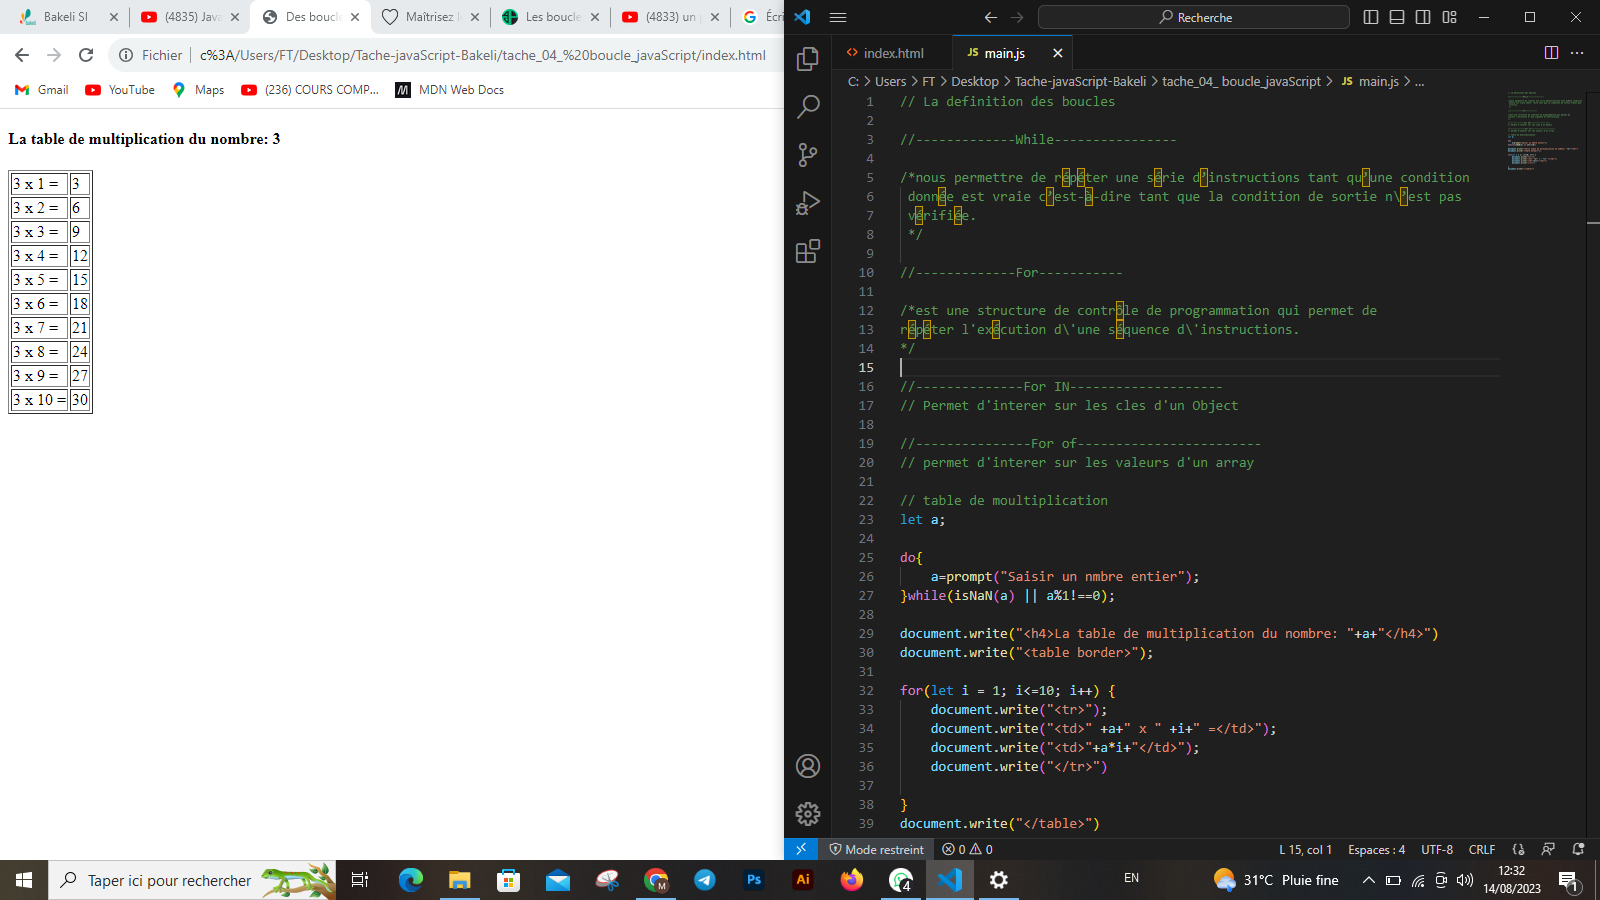 Bakeli SI
(4835) Java
Des boucl
Maîtrisez l
Les boucle
(4833) un p
Écri
Fichier
c%3A/Users/FT/Desktop/Tache-javaScript-Bakeli/tache_04_%20boucle_javaScript/index.html
Gmail
YouTube
Maps
(236) COURS COMP...
MDN Web Docs
La table de multiplication du nombre: 3
3 x 1 = 3
3 x 2 = 6
3 x 3 = 9
3 x 4 = 12
3 x 5 = 15
3 x 6 = 18
3 x 7 = 21
3 x 8 = 24
3 x 9 = 27
3 x 10 = 30
Recherche
index.html
JS main.js
C: > Users > FT > Desktop > Tache-javaScript-Bakeli > tache_04_ boucle_javaScript > JS main.js > ...
1 // La definition des boucles
2
3 //-------------While----------------
4
5 /*nous permettre de répéter une série d’instructions tant qu’une condition
6 donnée est vraie c’est-à-dire tant que la condition de sortie n\’est pas
7 vérifiée.
8 */
9
10 //-------------For-----------
11
12 /*est une structure de contrôle de programmation qui permet de
13 répéter l'exécution d\'une séquence d\'instructions.
14 */
15
16 //--------------For IN--------------------
17 // Permet d'interer sur les cles d'un Object
18
19 //---------------For of------------------------
20 // permet d'interer sur les valeurs d'un array
21
22 // table de moultiplication
23 let a;
24
25 do{
26 a=prompt("Saisir un nmbre entier");
27 }while(isNaN(a) || a%1!==0);
28
29 document.write("<h4>La table de multiplication du nombre: "+a+"</h4>")
30 document.write("<table border>");
31
32 for(let i = 1; i<=10; i++) {
33 document.write("<tr>");
34 document.write("<td>" +a+" x " +i+" =</td>");
35 document.write("<td>"+a*i+"</td>");
36 document.write("</tr>")
37
38 }
39 document.write("</table>")
Mode restreint
0
0
L 15, col 1
Espaces : 4
UTF-8
CRLF
Taper ici pour rechercher
M
Ps
Ai
4
EN
31°C Pluie fine
12:32
14/08/2023
1